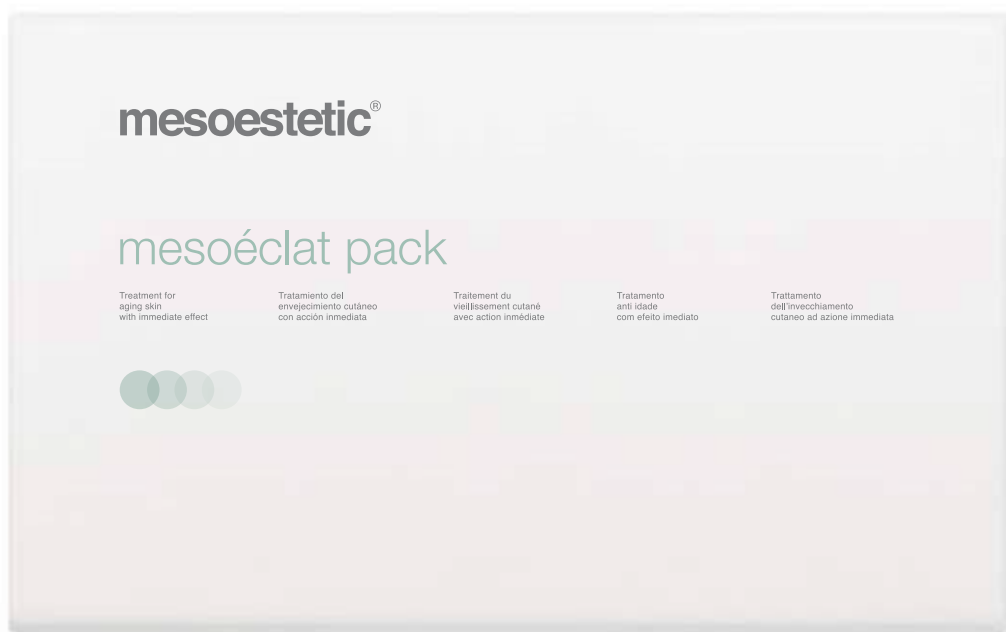 mesoestetic®
mesoéclat pack
Treatment for
aging skin
with immediate effect
Tratamiento del
envejecimiento cutáneo
con acción inmediata
Traitement du
vieillissement cutané
avec action inmédiate
Tratamento
anti idade
com efeito imediato
Trattamento
dell'invecchiamento
cutaneo ad azione immediata